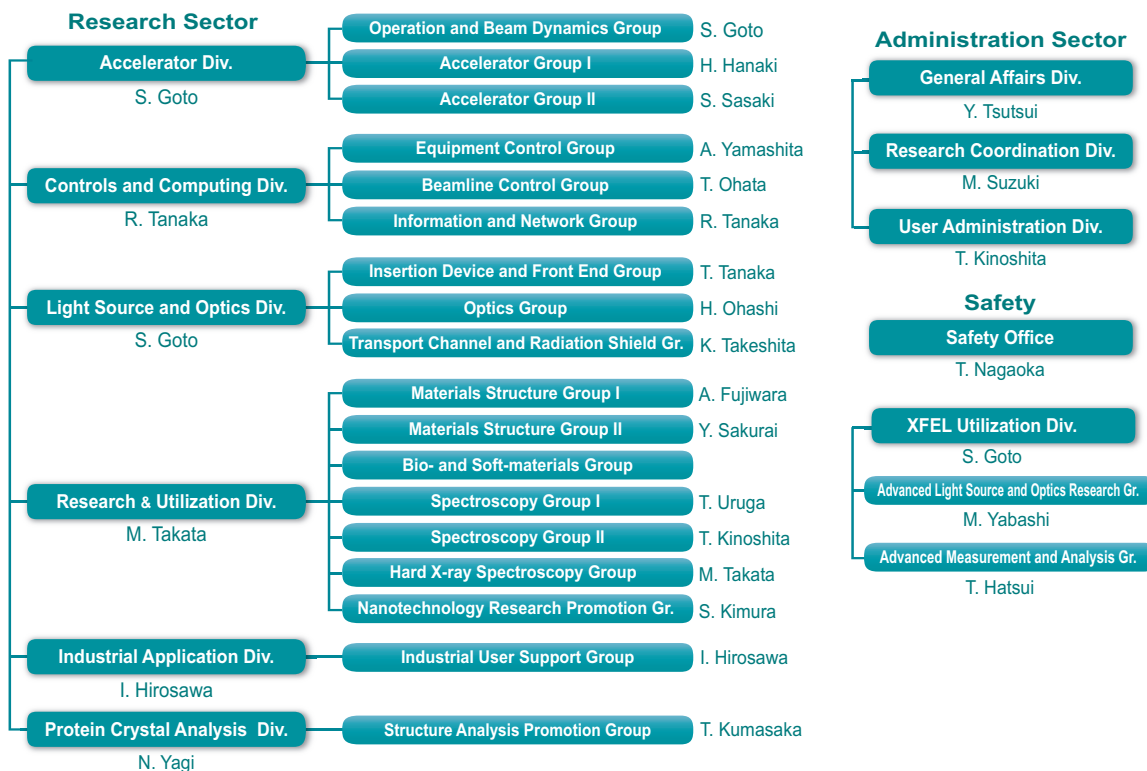 Research Sector
Accelerator Div.
S. Goto
Operation and Beam Dynamics Group
S. Goto
Accelerator Group I
H. Hanaki
Accelerator Group II
S. Sasaki
Controls and Computing Div.
R. Tanaka
Equipment Control Group
A. Yamashita
Beamline Control Group
T. Ohata
Information and Network Group
R. Tanaka
Light Source and Optics Div.
S. Goto
Insertion Device and Front End Group
T. Tanaka
Optics Group
H. Ohashi
Transport Channel and Radiation Shield Gr.
K. Takeshita
Research & Utilization Div.
M. Takata
Materials Structure Group I
A. Fujiwara
Materials Structure Group II
Y. Sakurai
Bio- and Soft-materials Group
Spectroscopy Group I
T. Uruga
Spectroscopy Group II
T. Kinoshita
Hard X-ray Spectroscopy Group
M. Takata
Nanotechnology Research Promotion Gr.
S. Kimura
Industrial Application Div.
I. Hirosawa
Industrial User Support Group
I. Hirosawa
Protein Crystal Analysis Div.
N. Yagi
Structure Analysis Promotion Group
T. Kumasaka
Administration Sector
General Affairs Div.
Y. Tsutsui
Research Coordination Div.
M. Suzuki
User Administration Div.
T. Kinoshita
Safety
Safety Office
T. Nagaoka
XFEL Utilization Div.
S. Goto
Advanced Light Source and Optics Research Gr.
M. Yabashi
Advanced Measurement and Analysis Gr.
T. Hatsui